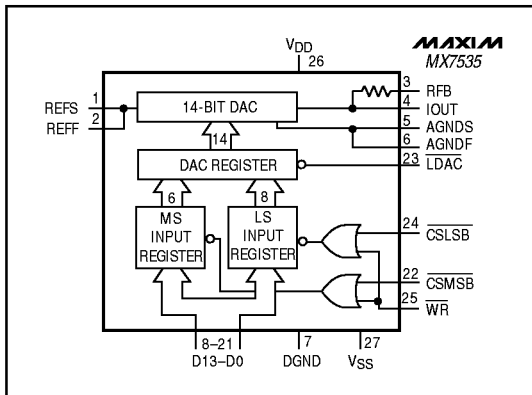 VDD
26
MAXIM
MX7535
REFS 1
REFF 2
14-BIT DAC
3 RFB
4 IOUT
5 AGNDS
6 AGNDF
14
DAC REGISTER
23 LDAC
6
8
MS
INPUT
REGISTER
LS
INPUT
REGISTER
24 CSLSB
22 CSMSB
25 WR
8–21
D13–D0
7
DGND
27
VSS